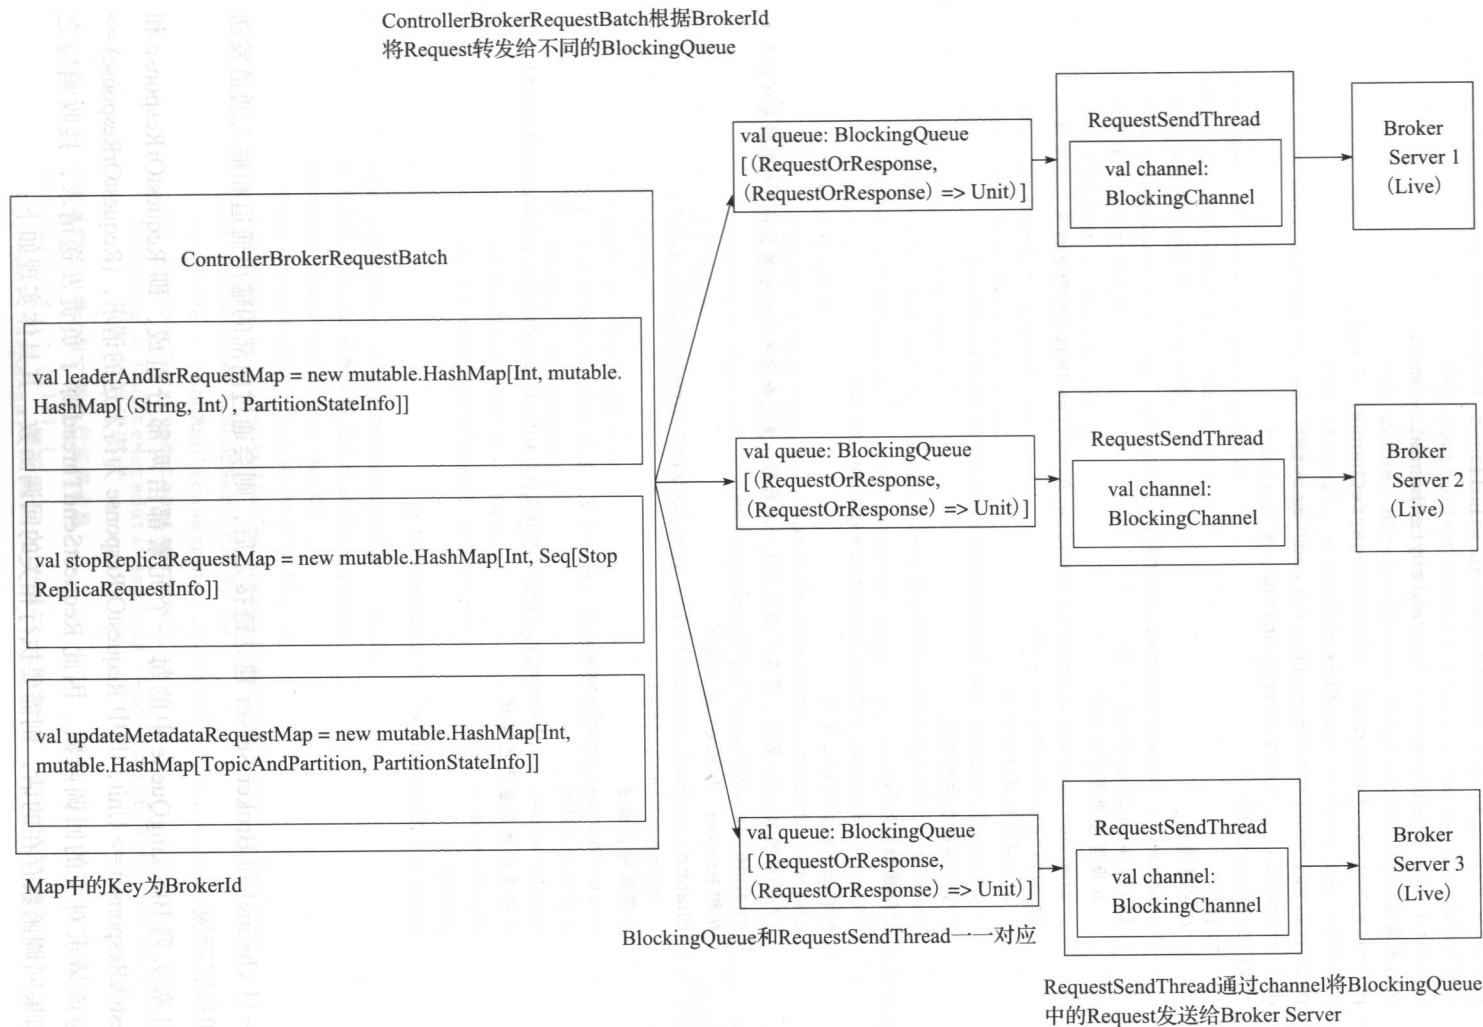 ControllerBrokerRequestBatch根据BrokerId
将Request转发给不同的BlockingQueue
ControllerBrokerRequestBatch
val leaderAndIsrRequestMap = new mutable.HashMap[Int, mutable.
HashMap[(String, Int), PartitionStateInfo]]
val stopReplicaRequestMap = new mutable.HashMap[Int, Seq[Stop
ReplicaRequestInfo]]
val updateMetadataRequestMap = new mutable.HashMap[Int,
mutable.HashMap[TopicAndPartition, PartitionStateInfo]]
Map中的Key为BrokerId
val queue: BlockingQueue
[(RequestOrResponse,
(RequestOrResponse) => Unit)]
RequestSendThread
val channel:
BlockingChannel
Broker
Server 1
(Live)
val queue: BlockingQueue
[(RequestOrResponse,
(RequestOrResponse) => Unit)]
RequestSendThread
val channel:
BlockingChannel
Broker
Server 2
(Live)
val queue: BlockingQueue
[(RequestOrResponse,
(RequestOrResponse) => Unit)]
RequestSendThread
val channel:
BlockingChannel
Broker
Server 3
(Live)
BlockingQueue和RequestSendThread一一对应
RequestSendThread通过channel将BlockingQueue
中的Request发送给Broker Server